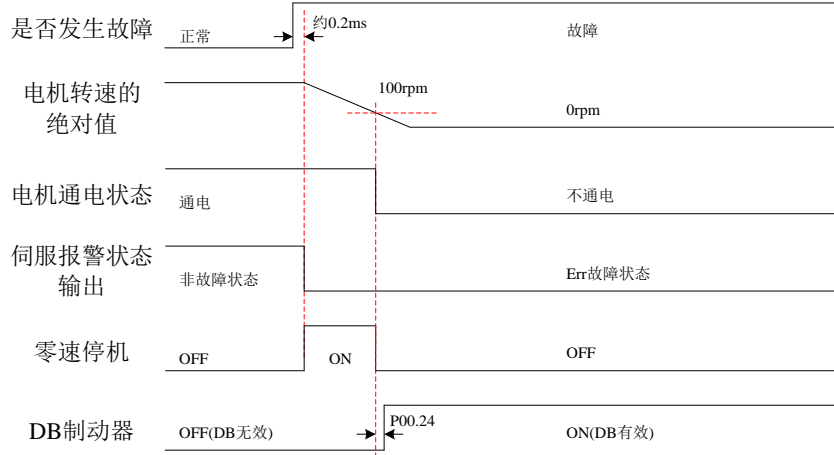 是否发生故障
正常
约0.2ms
故障
电机转速的
绝对值
100rpm
0rpm
电机通电状态
通电
不通电
伺服报警状态
输出
非故障状态
Err故障状态
零速停机
OFF
ON
OFF
DB制动器
OFF(DB无效)
P00.24
ON(DB有效)